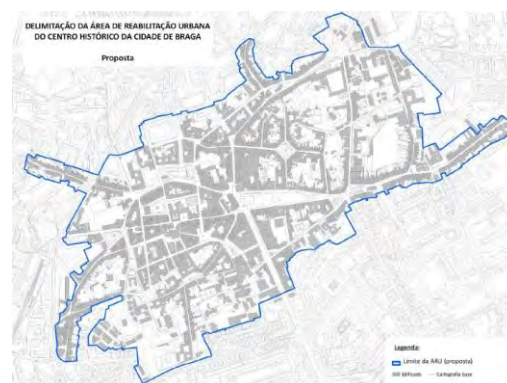 DELIMITAÇÃO DA ÁREA DE REABILITAÇÃO URBANA
DO CENTRO HISTÓRICO DA CIDADE DE BRAGA
Proposta
Legenda:
Limite da ARU (proposta)
Edificado Cartografia base